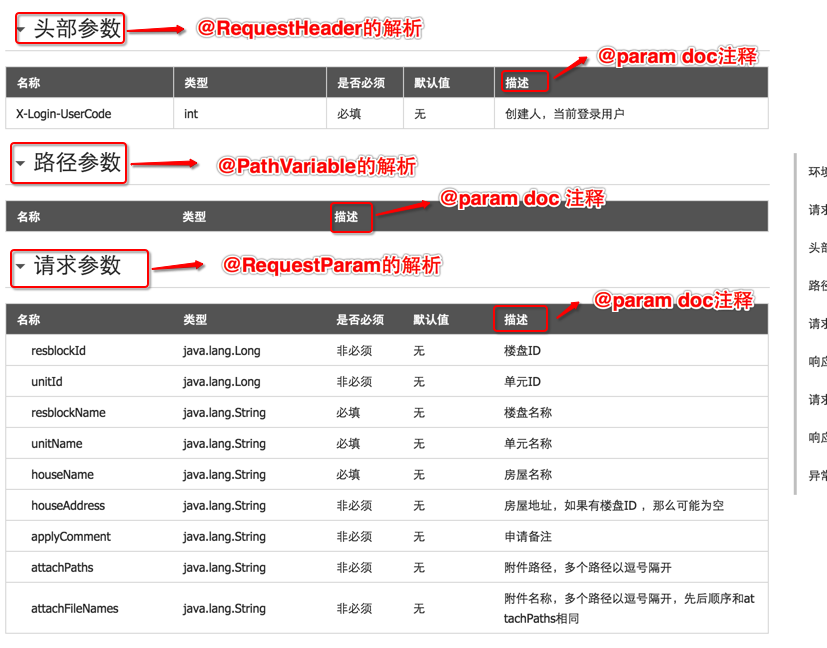 头部参数 @RequestHeader的解析
@param doc注释
名称 类型 是否必须 默认值 描述
X-Login-UserCode int 必填 无 创建人，当前登录用户
路径参数 @PathVariable的解析
@param doc 注释
名称 类型 描述
请求参数 @RequestParam的解析
@param doc注释
名称 类型 是否必须 默认值 描述
resblockId java.lang.Long 非必须 无 楼盘ID
unitId java.lang.Long 非必须 无 单元ID
resblockName java.lang.String 必填 无 楼盘名称
unitName java.lang.String 必填 无 单元名称
houseName java.lang.String 必填 无 房屋名称
houseAddress java.lang.String 非必须 无 房屋地址，如果有楼盘ID ，那么可能为空
applyComment java.lang.String 非必须 无 申请备注
attachPaths java.lang.String 非必须 无 附件路径，多个路径以逗号隔开
attachFileNames java.lang.String 非必须 无 附件名称，多个路径以逗号隔开，先后顺序和at
tachPaths相同
请
头
路
请
响
请
响
异